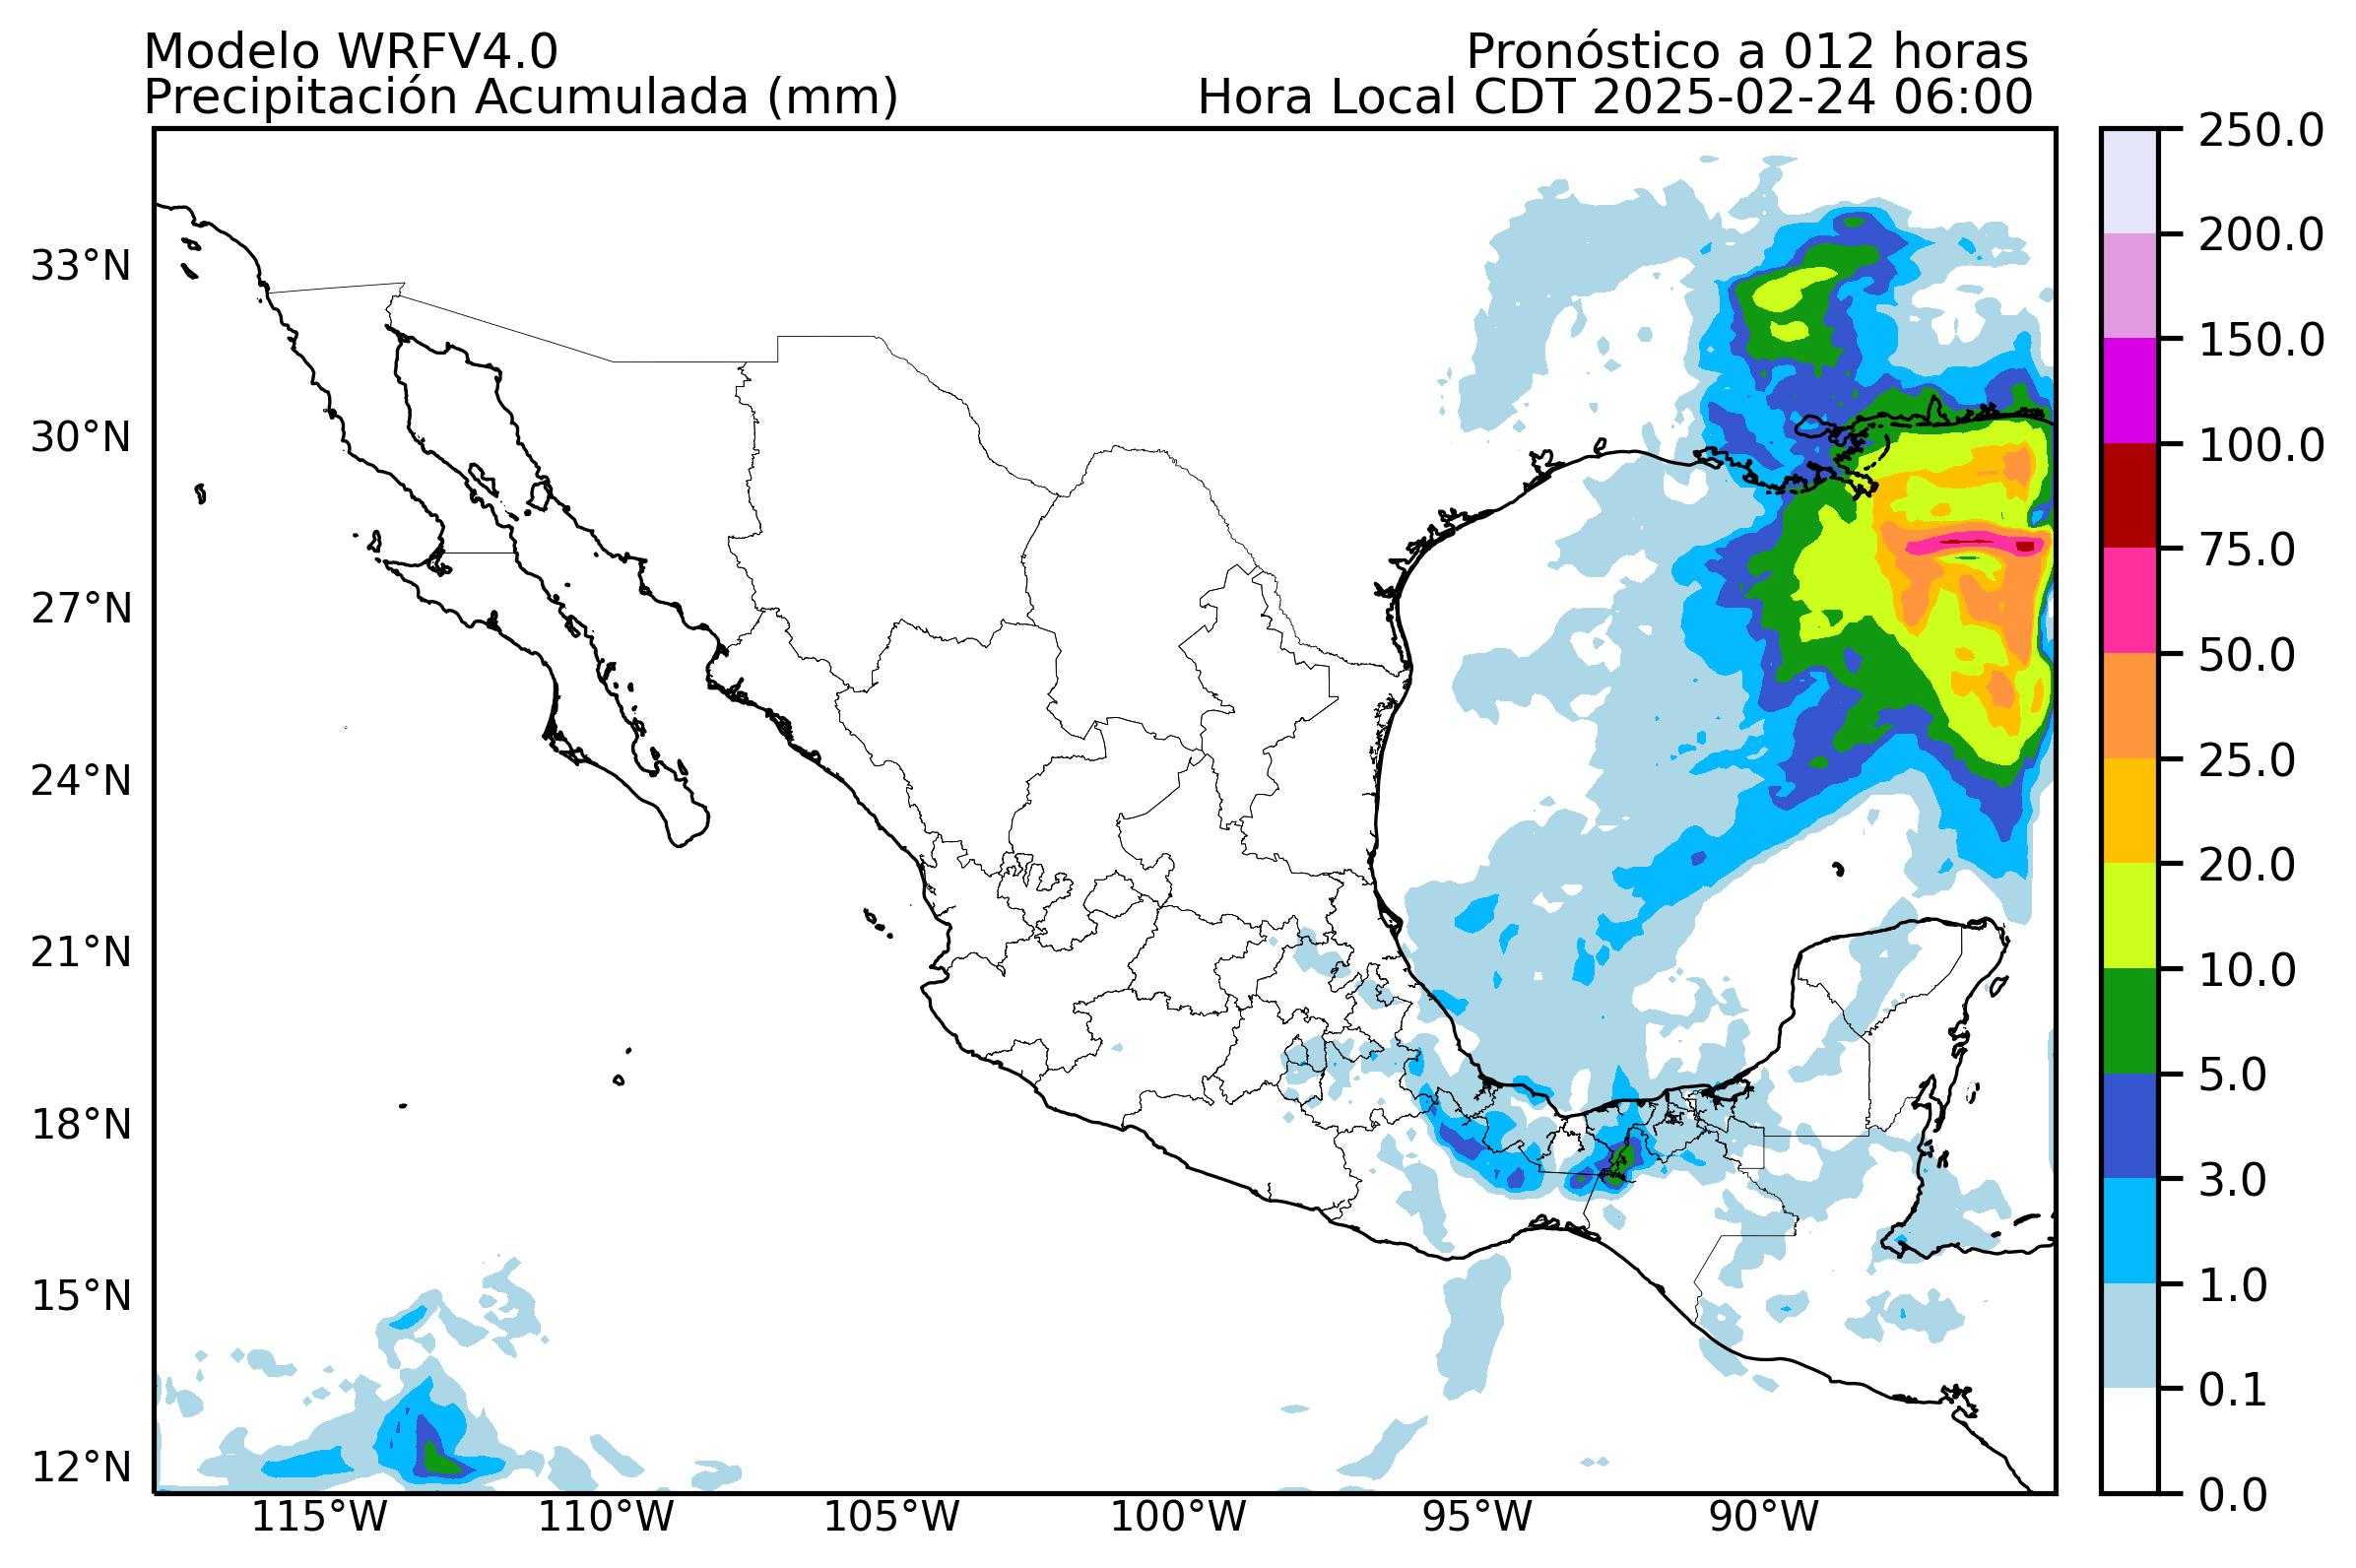 Modelo WRFV4.0
Pronóstico a 012 horas
Precipitación Acumulada (mm)
Hora Local CDT 2025-02-24 06:00
250.0
200.0
150.0
100.0
75.0
50.0
25.0
20.0
10.0
5.0
3.0
1.0
0.1
0.0
33°N
30°N
27°N
24°N
21°N
18°N
15°N
12°N
115°W
110°W
105°W
100°W
95°W
90°W